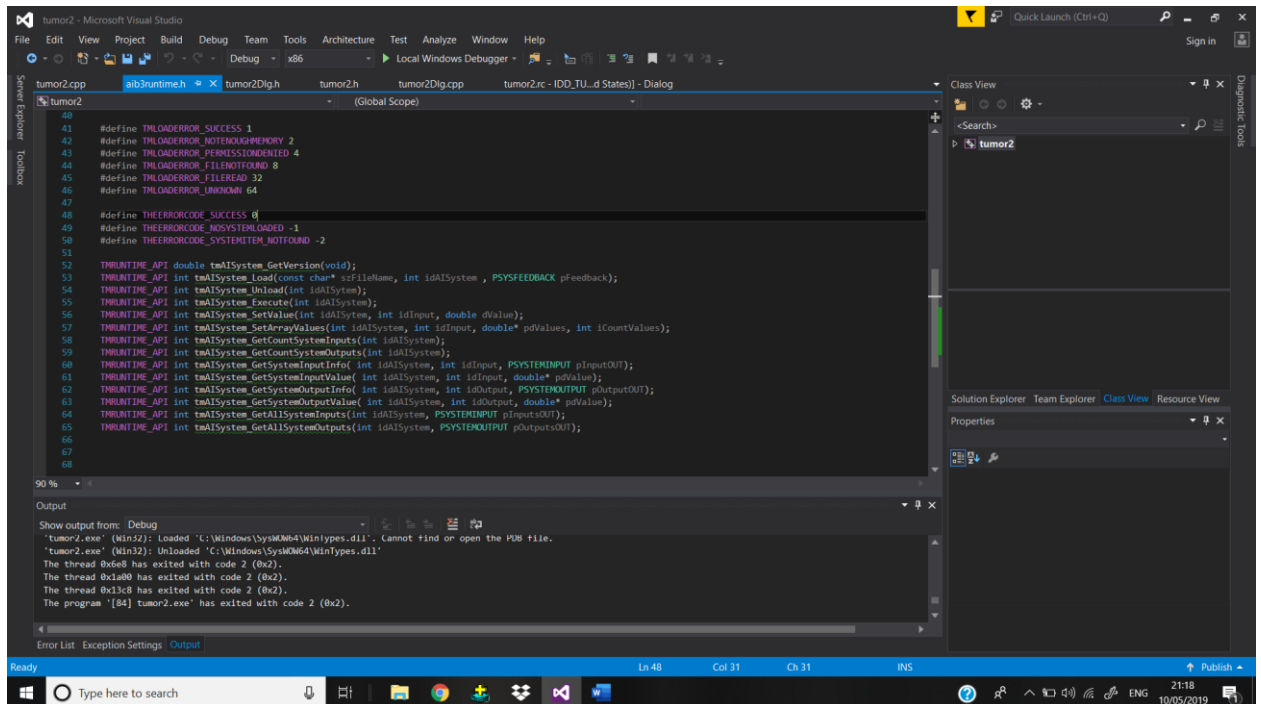 tumor2 - Microsoft Visual Studio
Quick Launch (Ctrl+Q)
File Edit View Project Build Debug Team Tools Architecture Test Analyze Window Help
Sign in
Debug x86 Local Windows Debugger
Server Explorer
Toolbox
tumor2.cpp aib3runtime.h tumor2Dlg.h tumor2.h tumor2Dlg.cpp tumor2.rc - IDD_TU...d States)] - Dialog
tumor2 (Global Scope)
40
41 #define TMLOADERROR_SUCCESS 1
42 #define TMLOADERROR_NOTENOUGHMEMORY 2
43 #define TMLOADERROR_PERMISSIONDENIED 4
44 #define TMLOADERROR_FILENOTFOUND 8
45 #define TMLOADERROR_FILEREAD 32
46 #define TMLOADERROR_UNKNOWN 64
47
48 #define THEERRORCODE_SUCCESS 0
49 #define THEERRORCODE_NOSYSTEMLOADED -1
50 #define THEERRORCODE_SYSTEMITEM_NOTFOUND -2
51
52 TMRUNTIME_API double tmAISystem_GetVersion(void);
53 TMRUNTIME_API int tmAISystem_Load(const char* szFileName, int idAISystem , PSYSFEEDBACK pFeedback);
54 TMRUNTIME_API int tmAISystem_Unload(int idAISytem);
55 TMRUNTIME_API int tmAISystem_Execute(int idAISystem);
56 TMRUNTIME_API int tmAISystem_SetValue(int idAISytem, int idInput, double dValue);
57 TMRUNTIME_API int tmAISystem_SetArrayValues(int idAISystem, int idInput, double* pdValues, int iCountValues);
58 TMRUNTIME_API int tmAISystem_GetCountSystemInputs(int idAISystem);
59 TMRUNTIME_API int tmAISystem_GetCountSystemOutputs(int idAISystem);
60 TMRUNTIME_API int tmAISystem_GetSystemInputInfo( int idAISystem, int idInput, PSYSTEMINPUT pInputOUT);
61 TMRUNTIME_API int tmAISystem_GetSystemInputValue( int idAISystem, int idInput, double* pdValue);
62 TMRUNTIME_API int tmAISystem_GetSystemOutputInfo( int idAISystem, int idOutput, PSYSTEMOUTPUT pOutputOUT);
63 TMRUNTIME_API int tmAISystem_GetSystemOutputValue( int idAISystem, int idOutput, double* pdValue);
64 TMRUNTIME_API int tmAISystem_GetAllSystemInputs(int idAISystem, PSYSTEMINPUT pInputsOUT);
65 TMRUNTIME_API int tmAISystem_GetAllSystemOutputs(int idAISystem, PSYSTEMOUTPUT pOutputsOUT);
66
67
68
90 %
Output
Show output from: Debug
'tumor2.exe' (Win32): Loaded 'C:\Windows\SysWOW64\WinTypes.dll'. Cannot find or open the PDB file.
'tumor2.exe' (Win32): Unloaded 'C:\Windows\SysWOW64\WinTypes.dll'
The thread 0x6e8 has exited with code 2 (0x2).
The thread 0x1a00 has exited with code 2 (0x2).
The thread 0x13c8 has exited with code 2 (0x2).
The program '[84] tumor2.exe' has exited with code 2 (0x2).
Error List Exception Settings Output
Class View
<Search>
tumor2
Solution Explorer Team Explorer Class View Resource View
Properties
Diagnostic Tools
Ready Ln 48 Col 31 Ch 31 INS Publish
Type here to search
ENG 21:18
10/05/2019